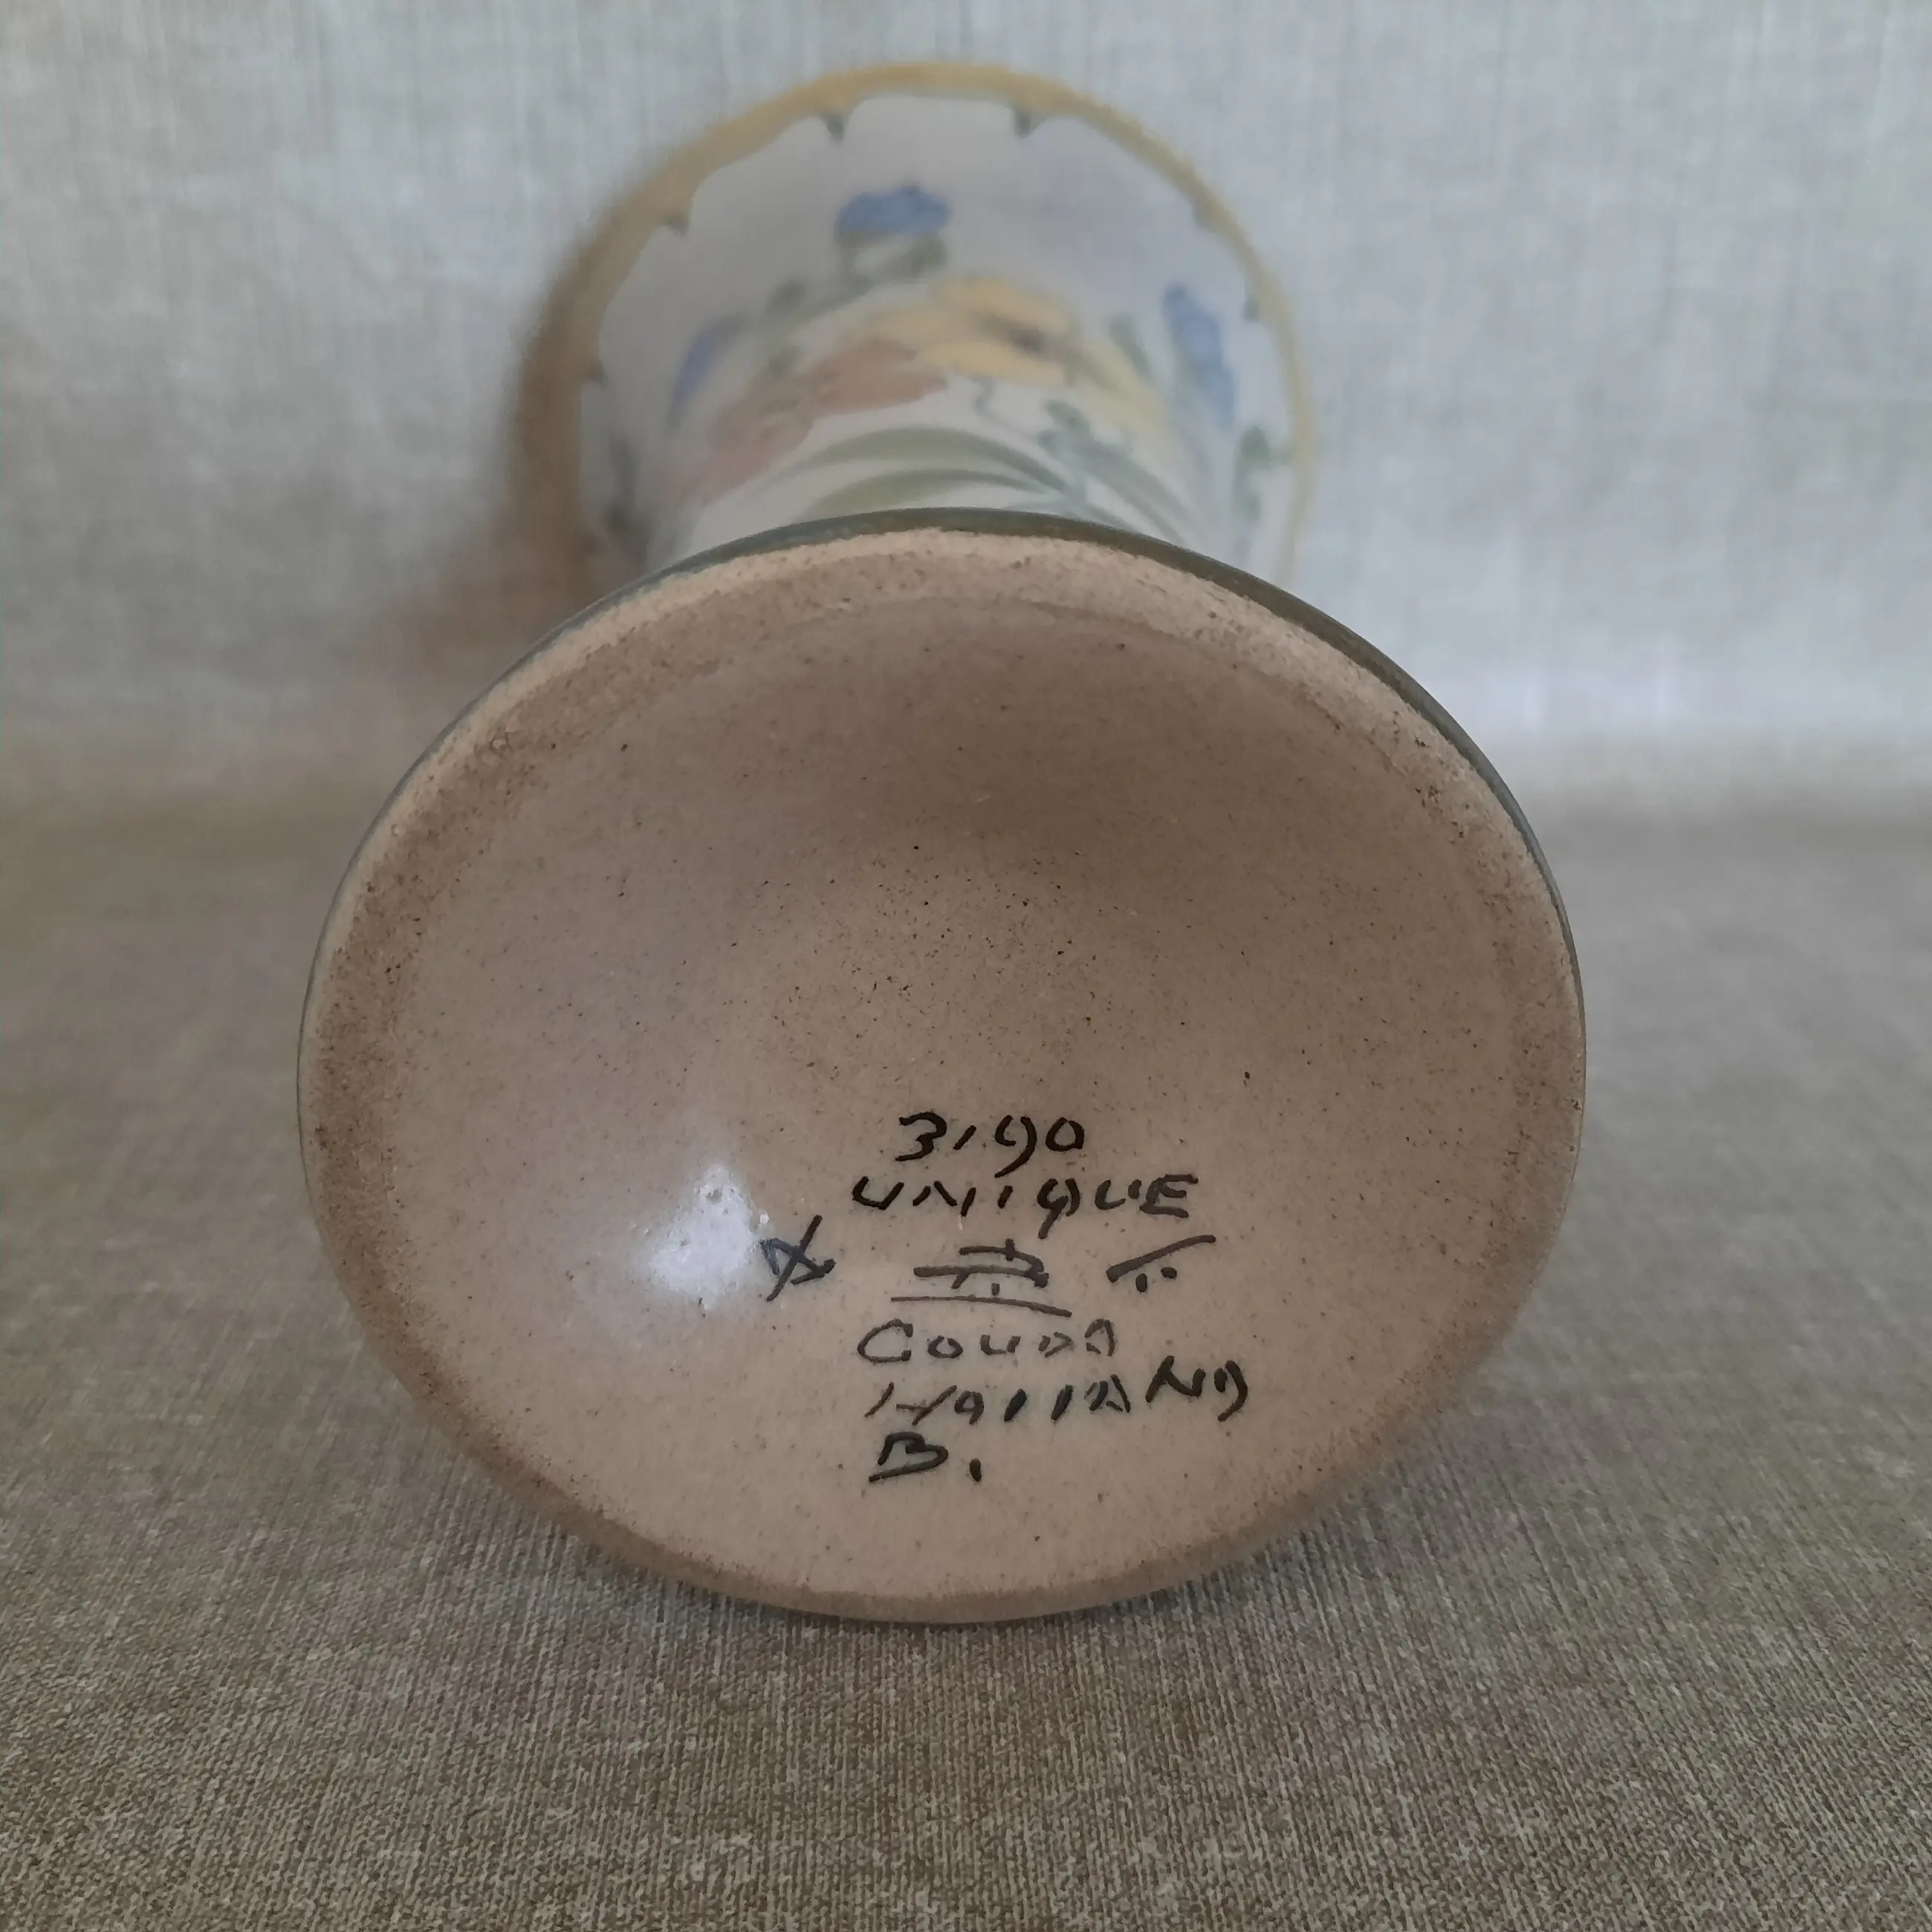 3190
UNIQUE
GOUDA
HOLLAND
B.